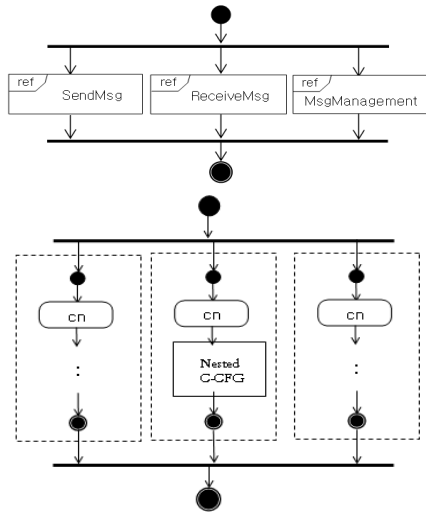 ref
SendMsg
ref
ReceiveMsg
ref
MsgManagement
cn
:
cn
Nested
C-CFG
cn
: